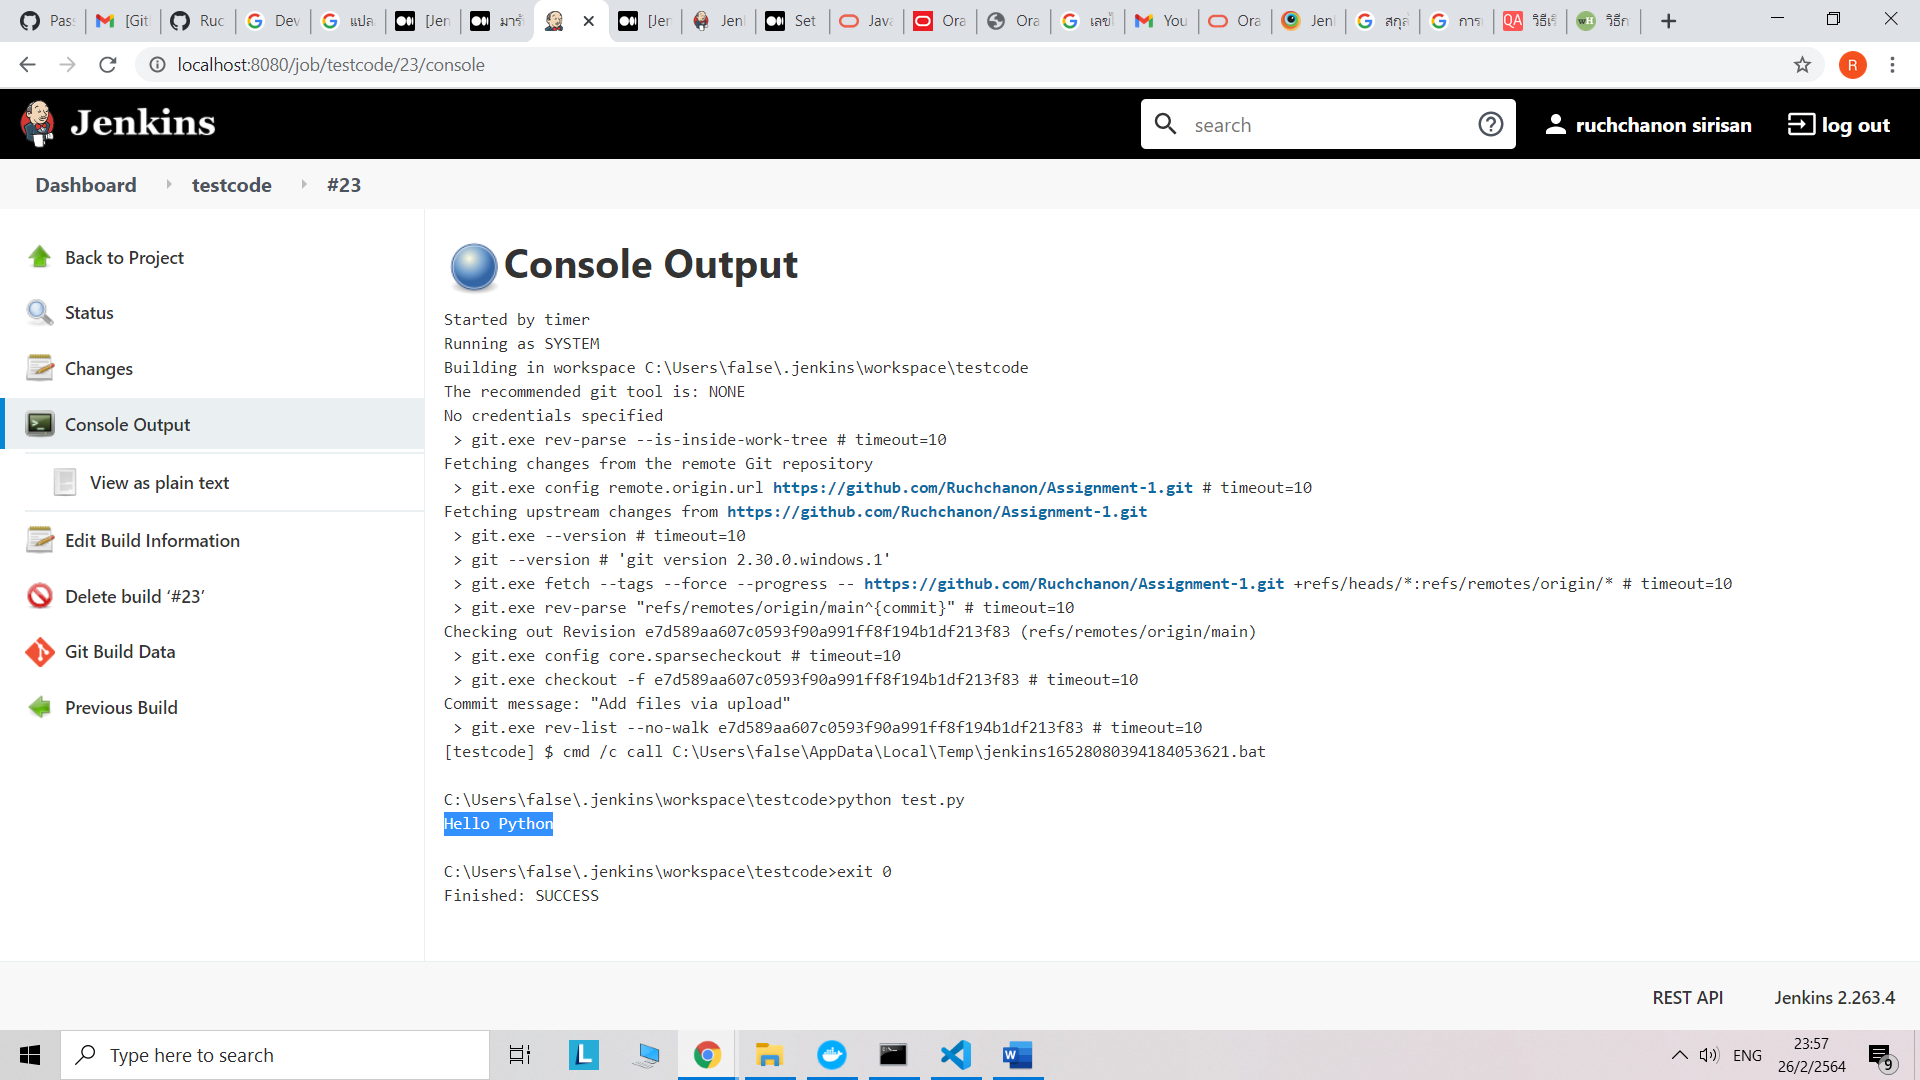 Pas
[Git
Ruc
Dev
แปล
[Jen
มารู้
[Jer
Jenl
Set
Java
Ora
Ora
เลขไ
You
Ora
Jenl
สกุล
การเ
QA
วิธีเรี
วิธีก
localhost:8080/job/testcode/23/console
R
Jenkins
search
ruchchanon sirisan
log out
Dashboard
testcode
#23
Back to Project
Status
Changes
Console Output
View as plain text
Edit Build Information
Delete build ‘#23’
Git Build Data
Previous Build
Console Output
Started by timer
Running as SYSTEM
Building in workspace C:\Users\false\.jenkins\workspace\testcode
The recommended git tool is: NONE
No credentials specified
> git.exe rev-parse --is-inside-work-tree # timeout=10
Fetching changes from the remote Git repository
> git.exe config remote.origin.url https://github.com/Ruchchanon/Assignment-1.git # timeout=10
Fetching upstream changes from https://github.com/Ruchchanon/Assignment-1.git
> git.exe --version # timeout=10
> git --version # 'git version 2.30.0.windows.1'
> git.exe fetch --tags --force --progress -- https://github.com/Ruchchanon/Assignment-1.git +refs/heads/*:refs/remotes/origin/* # timeout=10
> git.exe rev-parse "refs/remotes/origin/main^{commit}" # timeout=10
Checking out Revision e7d589aa607c0593f90a991ff8f194b1df213f83 (refs/remotes/origin/main)
> git.exe config core.sparsecheckout # timeout=10
> git.exe checkout -f e7d589aa607c0593f90a991ff8f194b1df213f83 # timeout=10
Commit message: "Add files via upload"
> git.exe rev-list --no-walk e7d589aa607c0593f90a991ff8f194b1df213f83 # timeout=10
[testcode] $ cmd /c call C:\Users\false\AppData\Local\Temp\jenkins16528080394184053621.bat
C:\Users\false\.jenkins\workspace\testcode>python test.py
Hello Python
C:\Users\false\.jenkins\workspace\testcode>exit 0
Finished: SUCCESS
REST API
Jenkins 2.263.4
Type here to search
ENG
23:57
26/2/2564
9